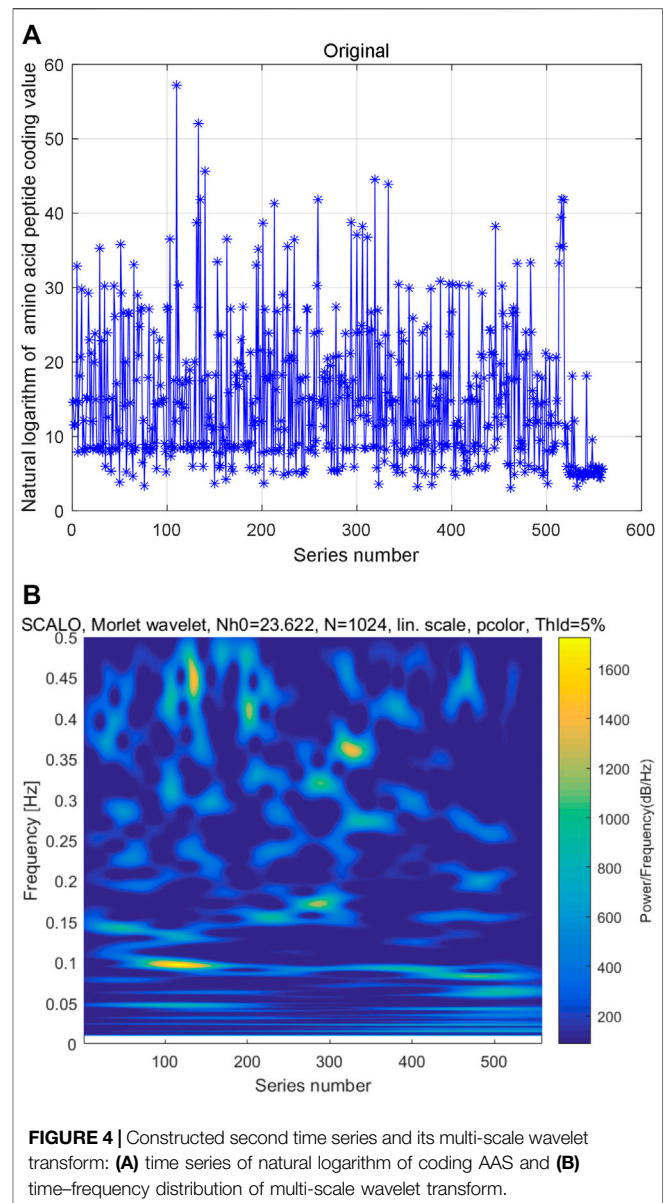 A
Original
Natural logarithm of amino acid peptide coding value
60
50
40
30
20
10
0
0 100 200 300 400 500 600
Series number
B
SCALO, Morlet wavelet, Nh0=23.622, N=1024, lin. scale, pcolor, Thld=5%
Frequency [Hz]
0.5
0.45
0.4
0.35
0.3
0.25
0.2
0.15
0.1
0.05
0
100 200 300 400 500
Series number
1600
1400
1200
1000
800
600
400
200
Power/Frequency(dB/Hz)
FIGURE 4 | Constructed second time series and its multi-scale wavelet
transform: (A) time series of natural logarithm of coding AAS and (B)
time–frequency distribution of multi-scale wavelet transform.